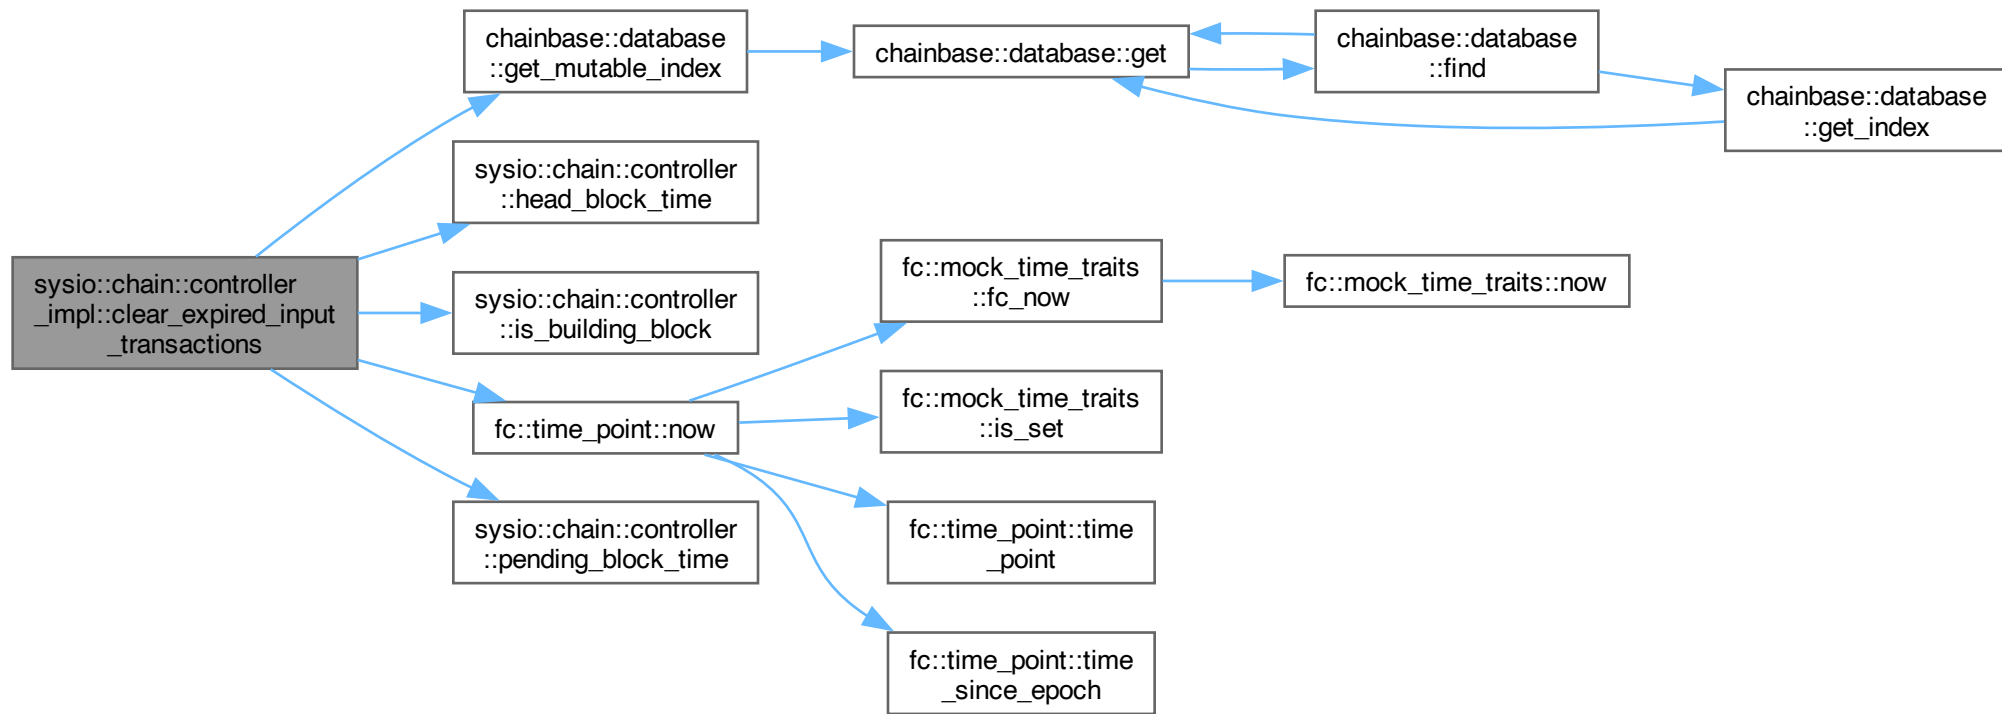 sysio::chain::controller
_impl::clear_expired_input
_transactions
chainbase::database
::get_mutable_index
sysio::chain::controller
::head_block_time
sysio::chain::controller
::is_building_block
fc::time_point::now
sysio::chain::controller
::pending_block_time
chainbase::database::get
fc::mock_time_traits
::fc_now
fc::mock_time_traits
::is_set
fc::time_point::time
_point
fc::time_point::time
_since_epoch
chainbase::database
::find
fc::mock_time_traits::now
chainbase::database
::get_index